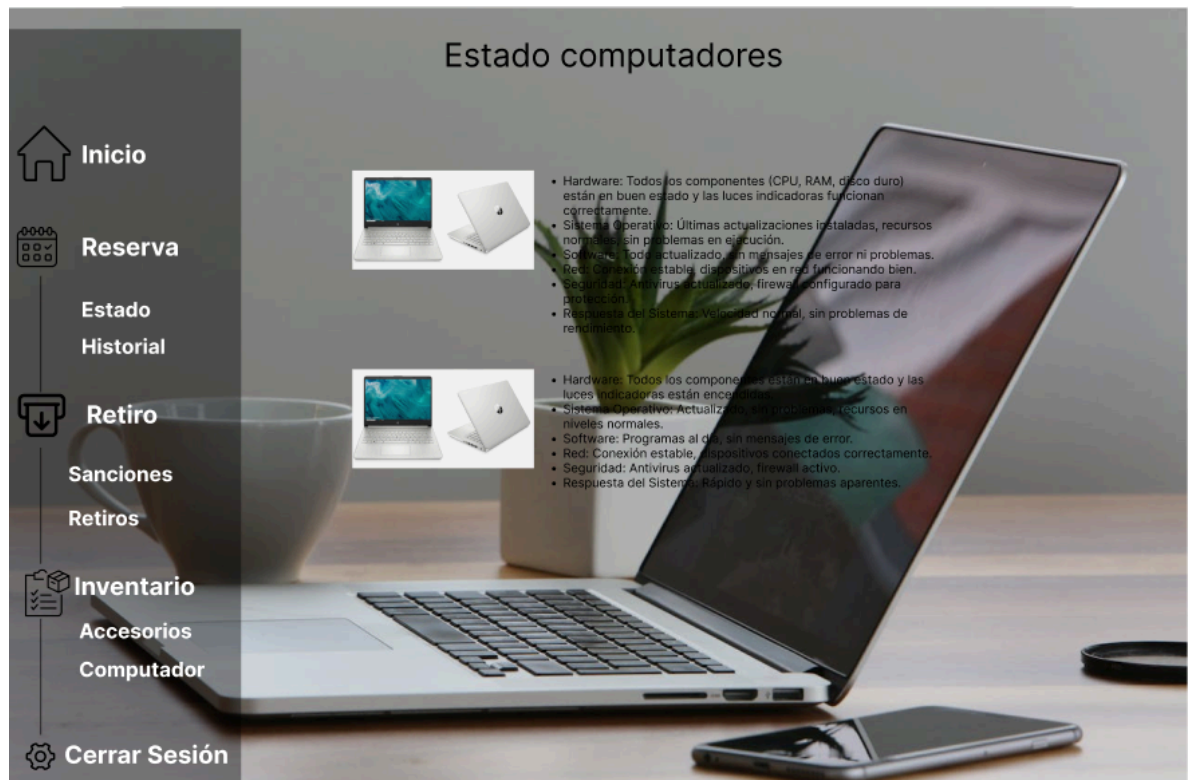 Estado computadores
Inicio
Reserva
Estado
Historial
Retiro
Sanciones
Retiros
Inventario
Accesorios
Computador
Cerrar Sesión
• Hardware: Todos los componentes (CPU, RAM, disco duro)
están en buen estado y las luces indicadoras funcionan
correctamente.
• Sistema Operativo: Últimas actualizaciones instaladas, recursos
normales, sin problemas en ejecución.
• Software: Todo actualizado, sin mensajes de error ni problemas.
• Red: Conexión estable, dispositivos en red funcionando bien.
• Seguridad: Antivirus actualizado, firewall configurado para
protección.
• Respuesta del Sistema: Velocidad normal, sin problemas de
rendimiento.
• Hardware: Todos los componentes están en buen estado y las
luces indicadoras están encendidas.
• Sistema Operativo: Actualizado, sin problemas, recursos en
niveles normales.
• Software: Programas al día, sin mensajes de error.
• Red: Conexión estable, dispositivos conectados correctamente.
• Seguridad: Antivirus actualizado, firewall activo.
• Respuesta del Sistema: Rápido y sin problemas aparentes.